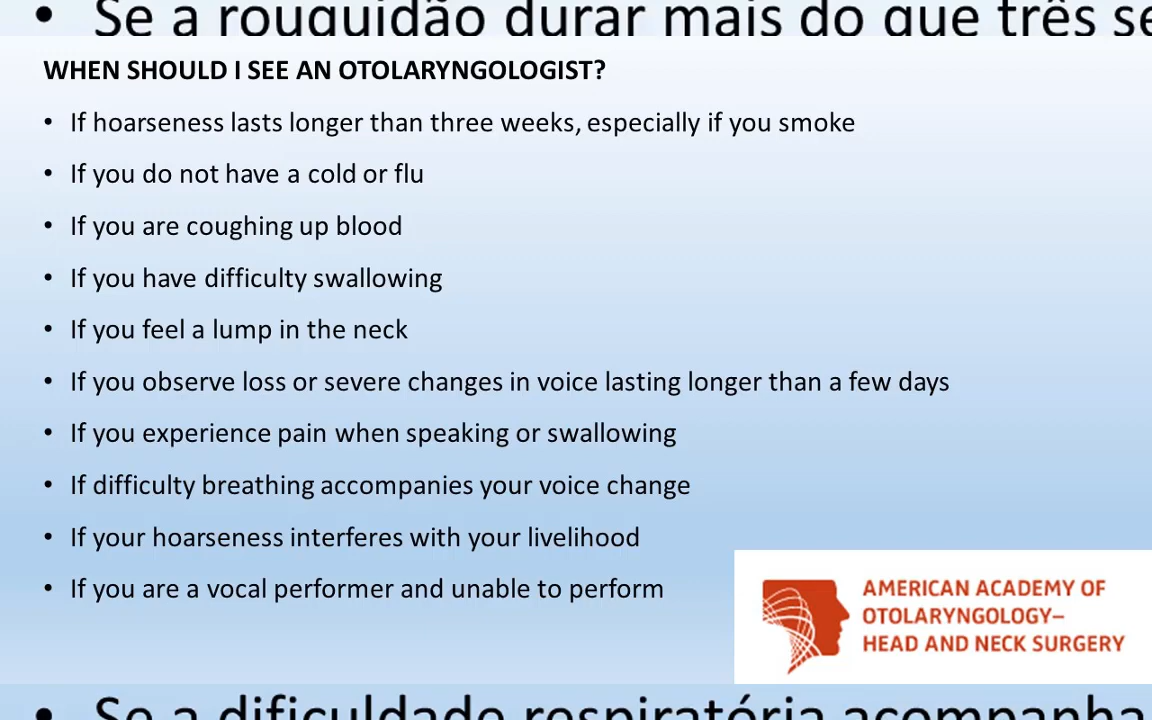 • Se a rouquidão durar mais do que três
WHEN SHOULD I SEE AN OTOLARYNGOLOGIST?
• If hoarseness lasts longer than three weeks, especially if you smoke
• If you do not have a cold or flu
• If you are coughing up blood
• If you have difficulty swallowing
• If you feel a lump in the neck
• If you observe loss or severe changes in voice lasting longer than a few days
• If you experience pain when speaking or swallowing
• If difficulty breathing accompanies your voice change
• If your hoarseness interferes with your livelihood
• If you are a vocal performer and unable to perform
AMERICAN ACADEMY OF
OTOLARYNGOLOGY–
HEAD AND NECK SURGERY
• Se a dificuldade respiratória acompanha